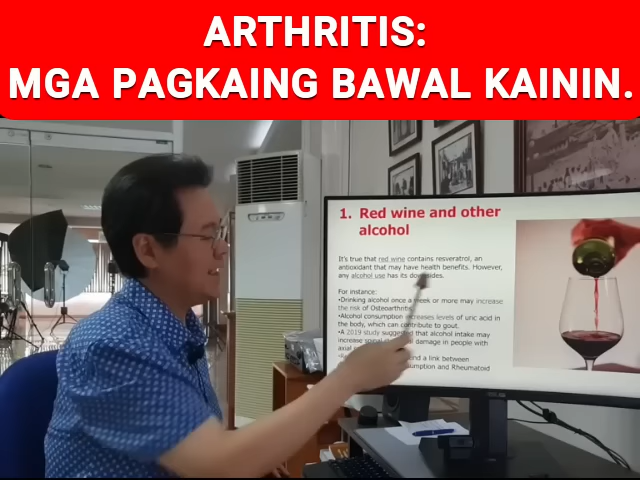 ARTHRITIS:
MGA PAGKAING BAWAL KAININ.
1. Red wine and other
alcohol
It's true that red wine contains resveratrol, an
antioxidant that may have health benefits. However,
any alcohol use has its downsides.
For instance:
•Drinking alcohol once a week or more may increase
the risk of Osteoarthritis
•Alcohol consumption increases levels of uric acid in
the body, which can contribute to gout.
•A 2019 study suggested that alcohol intake may
increase spinal damage in people with
axial
a link between
Rheumatoid